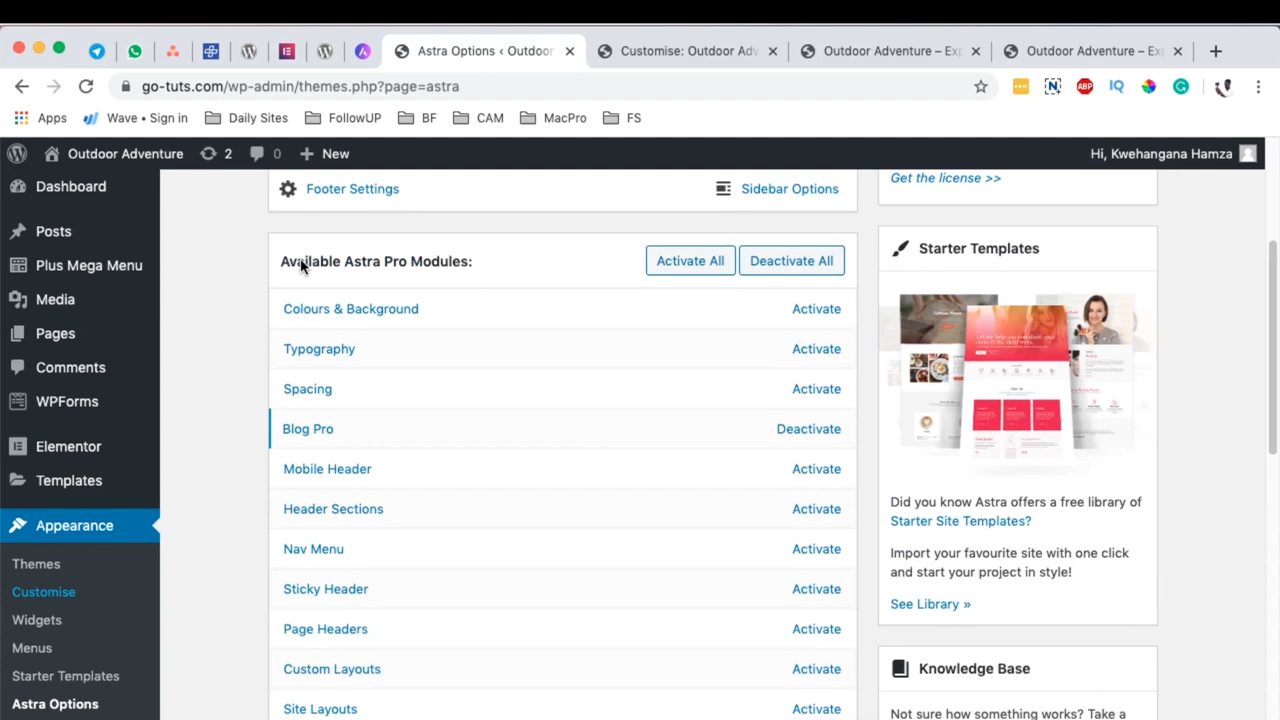 Astra Options ‹ Outdoor
Customise: Outdoor Adv
Outdoor Adventure – Exp
Outdoor Adventure – Exp
go-tuts.com/wp-admin/themes.php?page=astra
ABP
IQ
Apps
Wave • Sign in
Daily Sites
FollowUP
BF
CAM
MacPro
FS
Outdoor Adventure
2
0
New
Hi, Kwehangana Hamza
Dashboard
Posts
Plus Mega Menu
Media
Pages
Comments
WPForms
Elementor
Templates
Appearance
Themes
Customise
Widgets
Menus
Starter Templates
Astra Options
Footer Settings
Sidebar Options
Available Astra Pro Modules:
Activate All
Deactivate All
Colours & Background
Activate
Typography
Activate
Spacing
Activate
Blog Pro
Deactivate
Mobile Header
Activate
Header Sections
Activate
Nav Menu
Activate
Sticky Header
Activate
Page Headers
Activate
Custom Layouts
Activate
Site Layouts
Activate
Get the license >>
Starter Templates
Did you know Astra offers a free library of
Starter Site Templates?
Import your favourite site with one click
and start your project in style!
See Library »
Knowledge Base
Not sure how something works? Take a